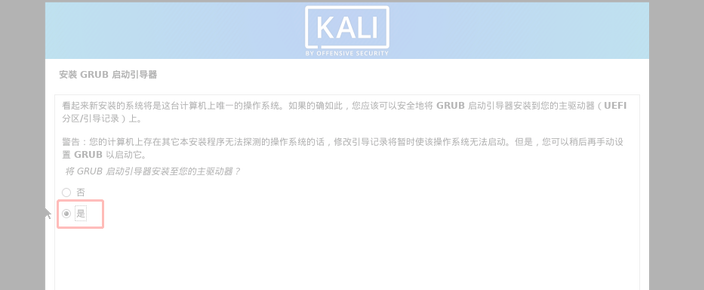 KALI
BY OFFENSIVE SECURITY
安装 GRUB 启动引导器
看起来新安装的系统将是这台计算机上唯一的操作系统。如果的确如此，您应该可以安全地将 GRUB 启动引导器安装到您的主驱动器（UEFI
分区/引导记录）上。
警告：您的计算机上存在其它本安装程序无法探测的操作系统的话，修改引导记录将暂时使该操作系统无法启动。但是，您可以稍后再手动设
置 GRUB 以启动它。
将 GRUB 启动引导器安装至您的主驱动器？
否
是